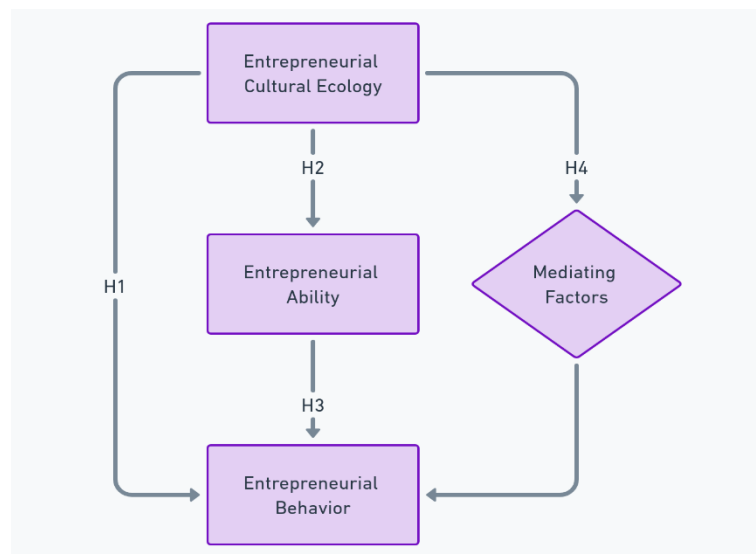 Entrepreneurial
Cultural Ecology
H2
H4
Entrepreneurial
Ability
Mediating
Factors
H1
H3
Entrepreneurial
Behavior